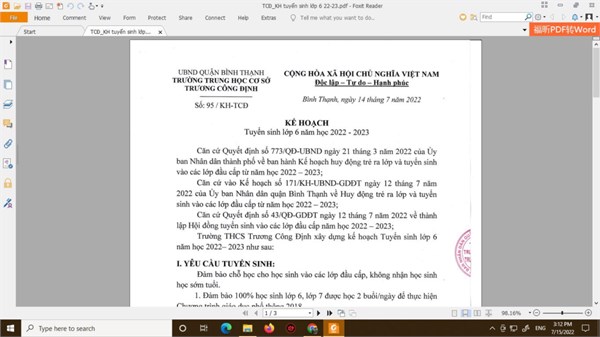 TCĐ_KH tuyển sinh lớp 6 22-23.pdf - Foxit Reader
File Home Comment View Form Protect Share Help Extras
Tell me what you want to do...
Find
Start
TCĐ_KH tuyển sinh lớp...
福昕PDF转Word
UBND QUẬN BÌNH THẠNH
TRƯỜNG TRUNG HỌC CƠ SỞ
TRƯƠNG CÔNG ĐỊNH
Số: 95 / KH-TCĐ
CỘNG HÒA XÃ HỘI CHỦ NGHĨA VIỆT NAM
Độc lập – Tự do – Hạnh phúc
Bình Thạnh, ngày 14 tháng 7 năm 2022
KẾ HOẠCH
Tuyển sinh lớp 6 năm học 2022 - 2023
Căn cứ Quyết định số 773/QĐ-UBND ngày 21 tháng 3 năm 2022 của Ủy
ban Nhân dân thành phố về ban hành Kế hoạch huy động trẻ ra lớp và tuyển sinh
vào các lớp đầu cấp từ năm học 2022 – 2023;
Căn cứ vào Kế hoạch số 171/KH-UBND-GDĐT ngày 12 tháng 7 năm
2022 của Ủy ban Nhân dân quận Bình Thạnh về Huy động trẻ ra lớp và tuyển
sinh vào các lớp đầu cấp từ năm học 2022 – 2023;
Căn cứ Quyết định số 43/QĐ-GDĐT ngày 12 tháng 7 năm 2022 về thành
lập Hội đồng tuyển sinh vào các lớp đầu cấp năm học 2022 – 2023;
Trường THCS Trương Công Định xây dựng kế hoạch Tuyển sinh lớp 6
năm học 2022– 2023 như sau:
I. YÊU CẦU TUYỂN SINH:
Đảm bảo chỗ học cho học sinh vào các lớp đầu cấp, không nhận học sinh
học sớm tuổi.
1. Đảm bảo 100% học sinh lớp 6, lớp 7 được học 2 buổi/ngày để thực hiện
Chương trình giáo dục phổ thông 2018
1 / 3
98.16%
Type here to search
ENG
3:12 PM
7/15/2022